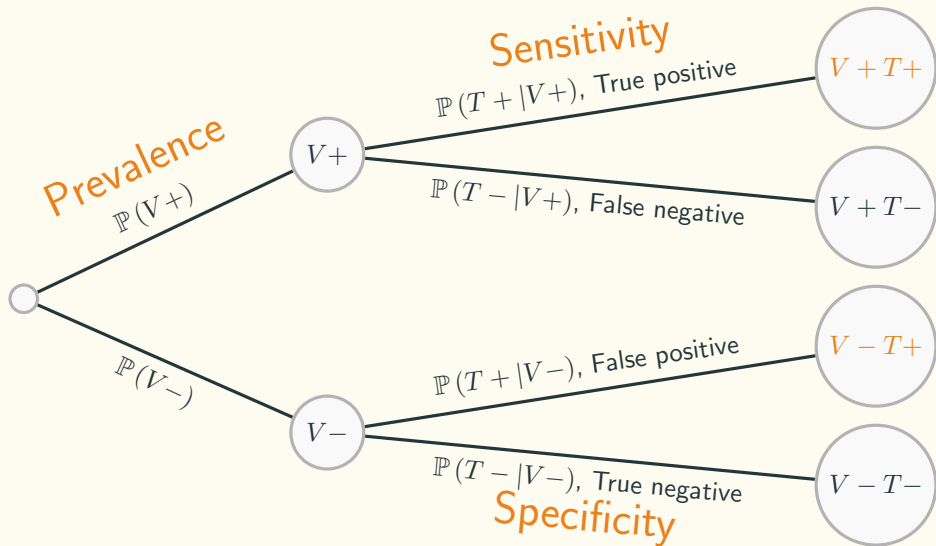 Sensitivity
ℙ (T + |V+), True positive
V + T+
Prevalence
ℙ (V+)
V+
ℙ (T − |V+), False negative
V + T−
ℙ (V−)
V−
ℙ (T + |V−), False positive
V − T+
ℙ (T − |V−), True negative
Specificity
V − T−